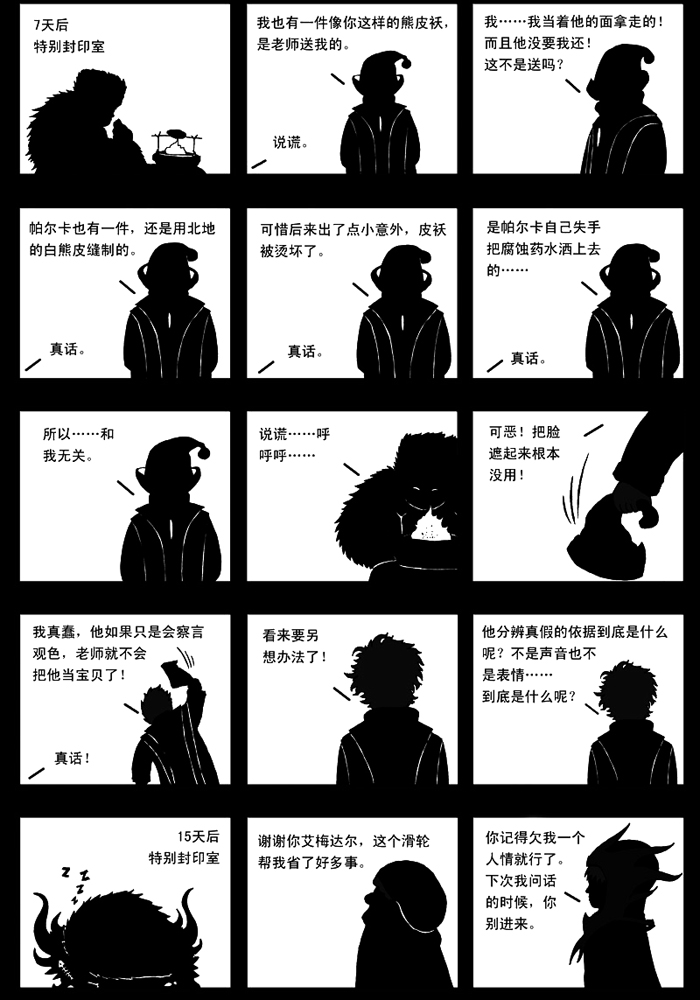 7天后
特别封印室
我也有一件像你这样的熊皮袄，
是老师送我的。
说谎。
我……我当着他的面拿走的！
而且他没要我还！
这不是送吗？
帕尔卡也有一件，还是用北地
的白熊皮缝制的。
真话。
可惜后来出了点小意外，皮袄
被烫坏了。
真话。
是帕尔卡自己失手
把腐蚀药水洒上去
的……
真话。
所以……和
我无关。
说谎……呼
呼呼……
可恶！把脸
遮起来根本
没用！
我真蠢，他如果只是会察言
观色，老师就不会
把他当宝贝了！
真话！
看来要另
想办法了！
他分辨真假的依据到底是什么
呢？不是声音也不
是表情……
到底是什么呢？
15天后
特别封印室
z
z
z
谢谢你艾梅达尔，这个滑轮
帮我省了好多事。
你记得欠我一个
人情就行了。
下次我问话
的时候，你
别进来。